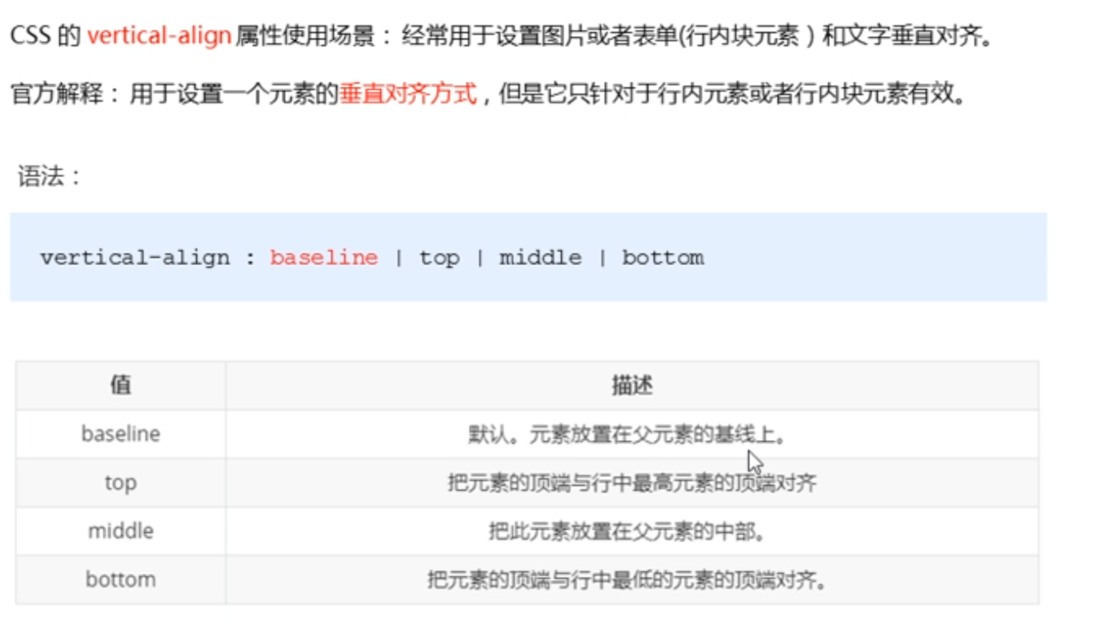 CSS 的 vertical-align 属性使用场景： 经常用于设置图片或者表单(行内块元素）和文字垂直对齐。
官方解释： 用于设置一个元素的垂直对齐方式，但是它只针对于行内元素或者行内块元素有效。
语法：
vertical-align : baseline | top | middle | bottom
值 描述
baseline 默认。元素放置在父元素的基线上。
top 把元素的顶端与行中最高元素的顶端对齐
middle 把此元素放置在父元素的中部。
bottom 把元素的顶端与行中最低的元素的顶端对齐。